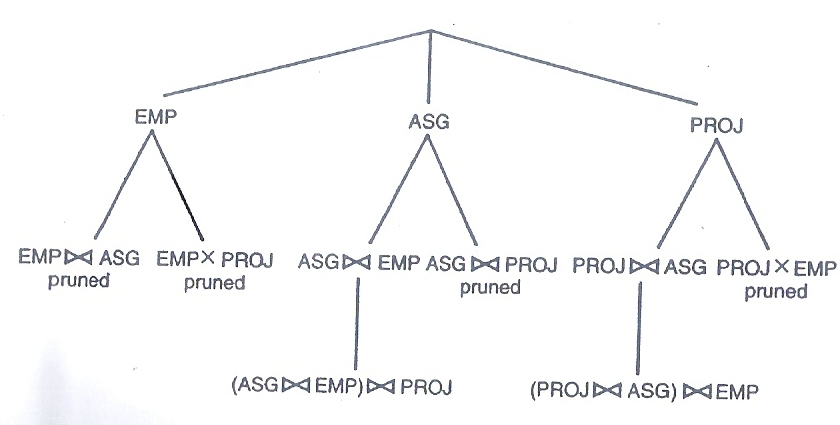 EMP ASG PROJ
EMP⋈ ASG EMP× PROJ ASG⋈ EMP ASG ⋈ PROJ PROJ⋈ ASG PROJ×EMP
pruned pruned pruned pruned
(ASG⋈ EMP)⋈ PROJ (PROJ⋈ ASG) ⋈EMP